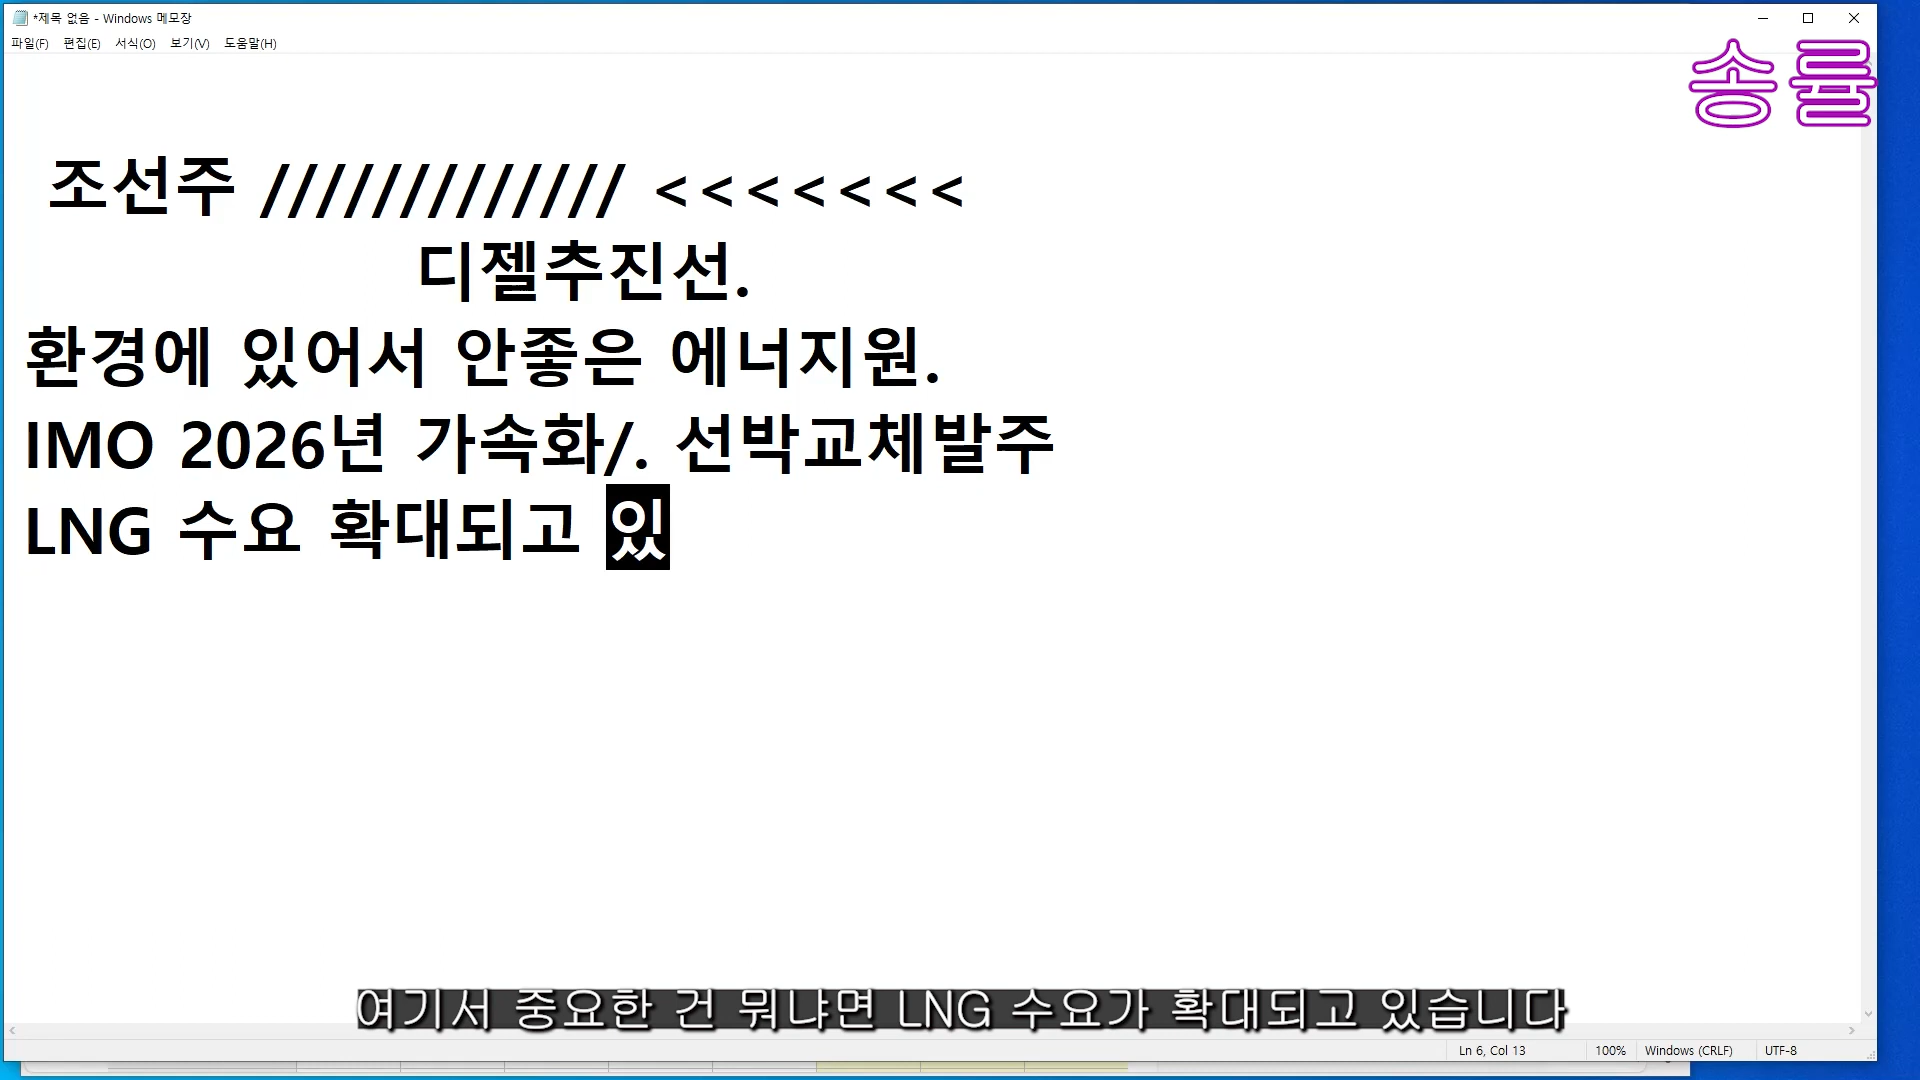 *제목 없음 - Windows 메모장
파일(F) 편집(E) 서식(O) 보기(V) 도움말(H)
송률
조선주 ///////////// <<<<<<<
디젤추진선.
환경에 있어서 안좋은 에너지원.
IMO 2026년 가속화/. 선박교체발주
LNG 수요 확대되고 있
여기서 중요한 건 뭐냐면 LNG 수요가 확대되고 있습니다
Ln 6, Col 13 100% Windows (CRLF) UTF-8